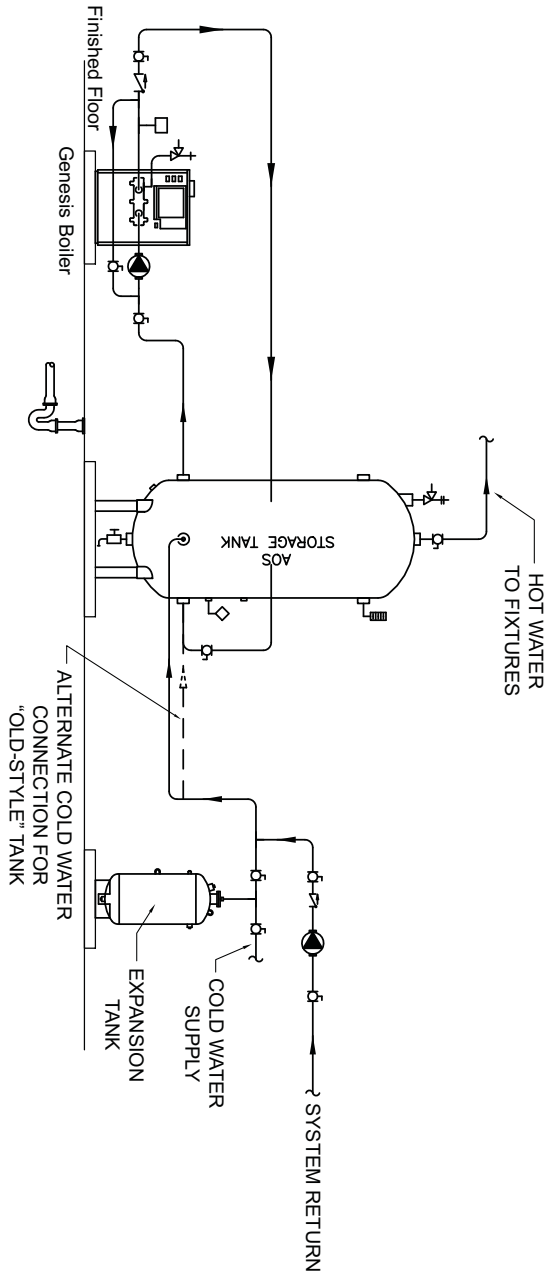 Finished Floor
Genesis Boiler
HOT WATER
TO FIXTURES
AOS
STORAGE TANK
ALTERNATE COLD WATER
CONNECTION FOR
“OLD-STYLE” TANK
EXPANSION
TANK
COLD WATER
SUPPLY
SYSTEM RETURN